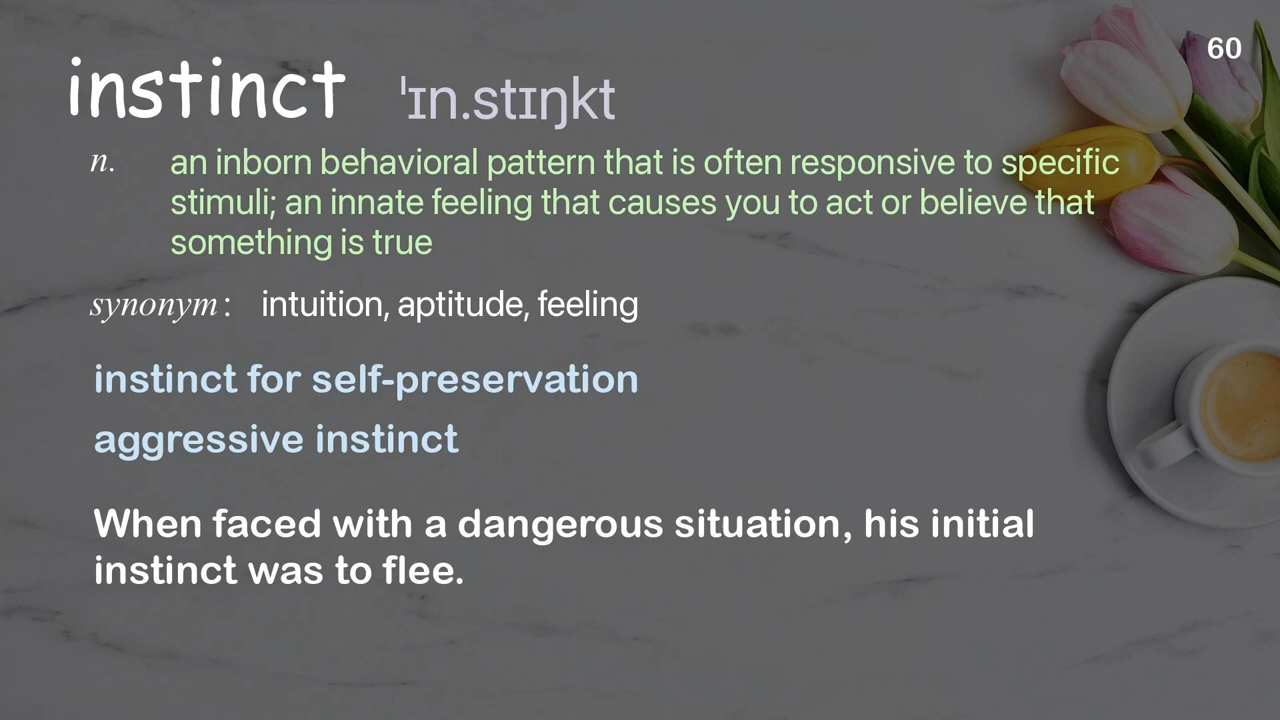 60
instinct ˈɪn.stɪŋkt
n. an inborn behavioral pattern that is often responsive to specific
stimuli; an innate feeling that causes you to act or believe that
something is true
synonym: intuition, aptitude, feeling
instinct for self-preservation
aggressive instinct
When faced with a dangerous situation, his initial
instinct was to flee.